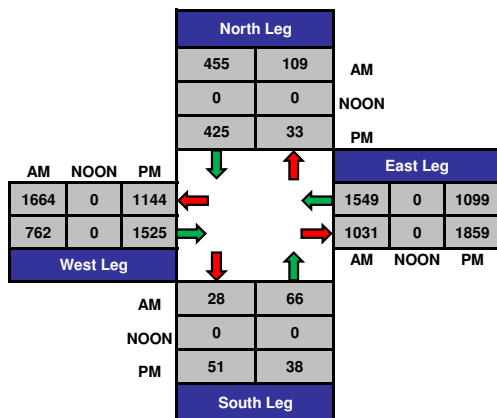 North Leg
455 109 AM
0 0 NOON
425 33 PM
AM NOON PM
East Leg
1664 0 1144
1549 0 1099
762 0 1525
1031 0 1859
West Leg
AM NOON PM
AM 28 66
NOON 0 0
PM 51 38
South Leg